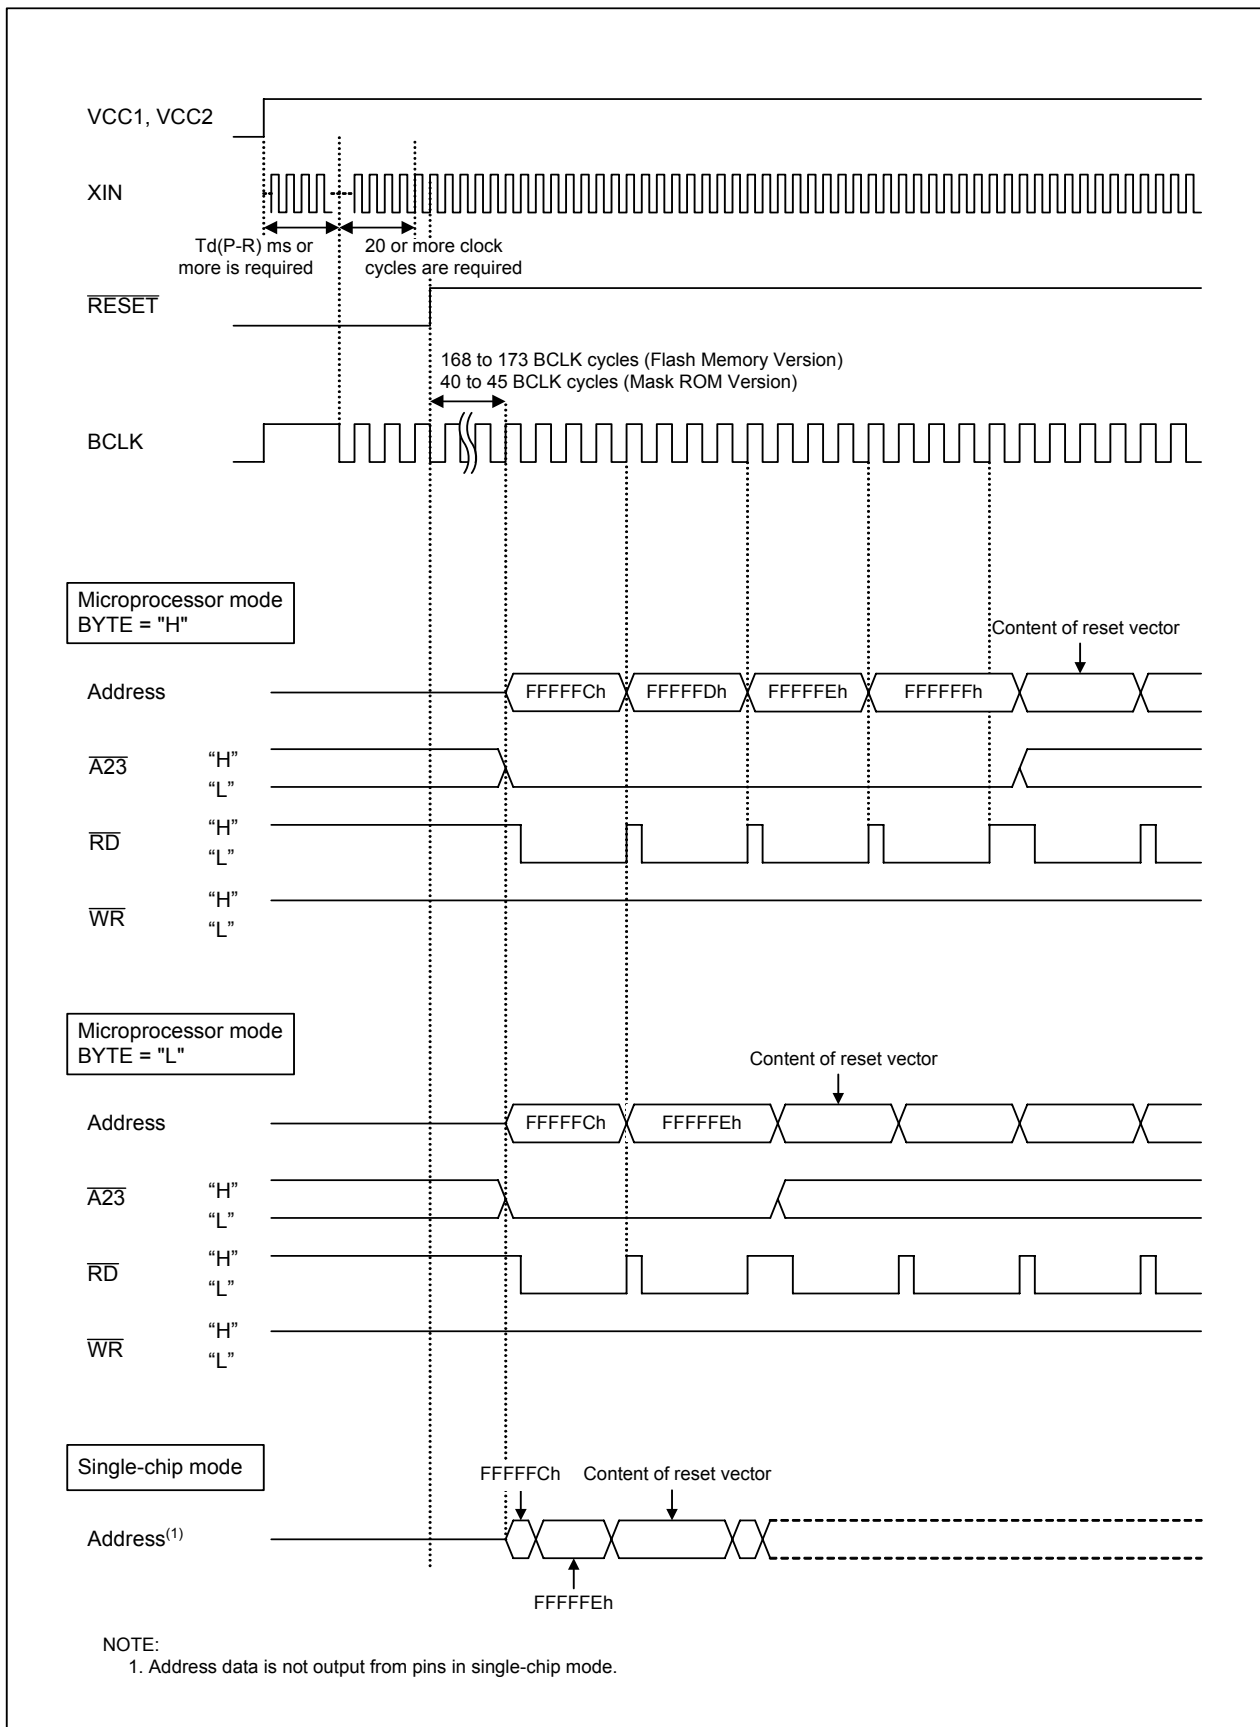 VCC1, VCC2
XIN
Td(P-R) ms or
more is required
20 or more clock
cycles are required
RESET
168 to 173 BCLK cycles (Flash Memory Version)
40 to 45 BCLK cycles (Mask ROM Version)
BCLK
Microprocessor mode
BYTE = "H"
Content of reset vector
Address
FFFFFCh
FFFFFDh
FFFFFEh
FFFFFFh
A23
“H”
“L”
RD
“H”
“L”
WR
“H”
“L”
Microprocessor mode
BYTE = "L"
Content of reset vector
Address
FFFFFCh
FFFFFEh
A23
“H”
“L”
RD
“H”
“L”
WR
“H”
“L”
Single-chip mode
FFFFFCh
Content of reset vector
Address(1)
FFFFFEh
NOTE:
1. Address data is not output from pins in single-chip mode.